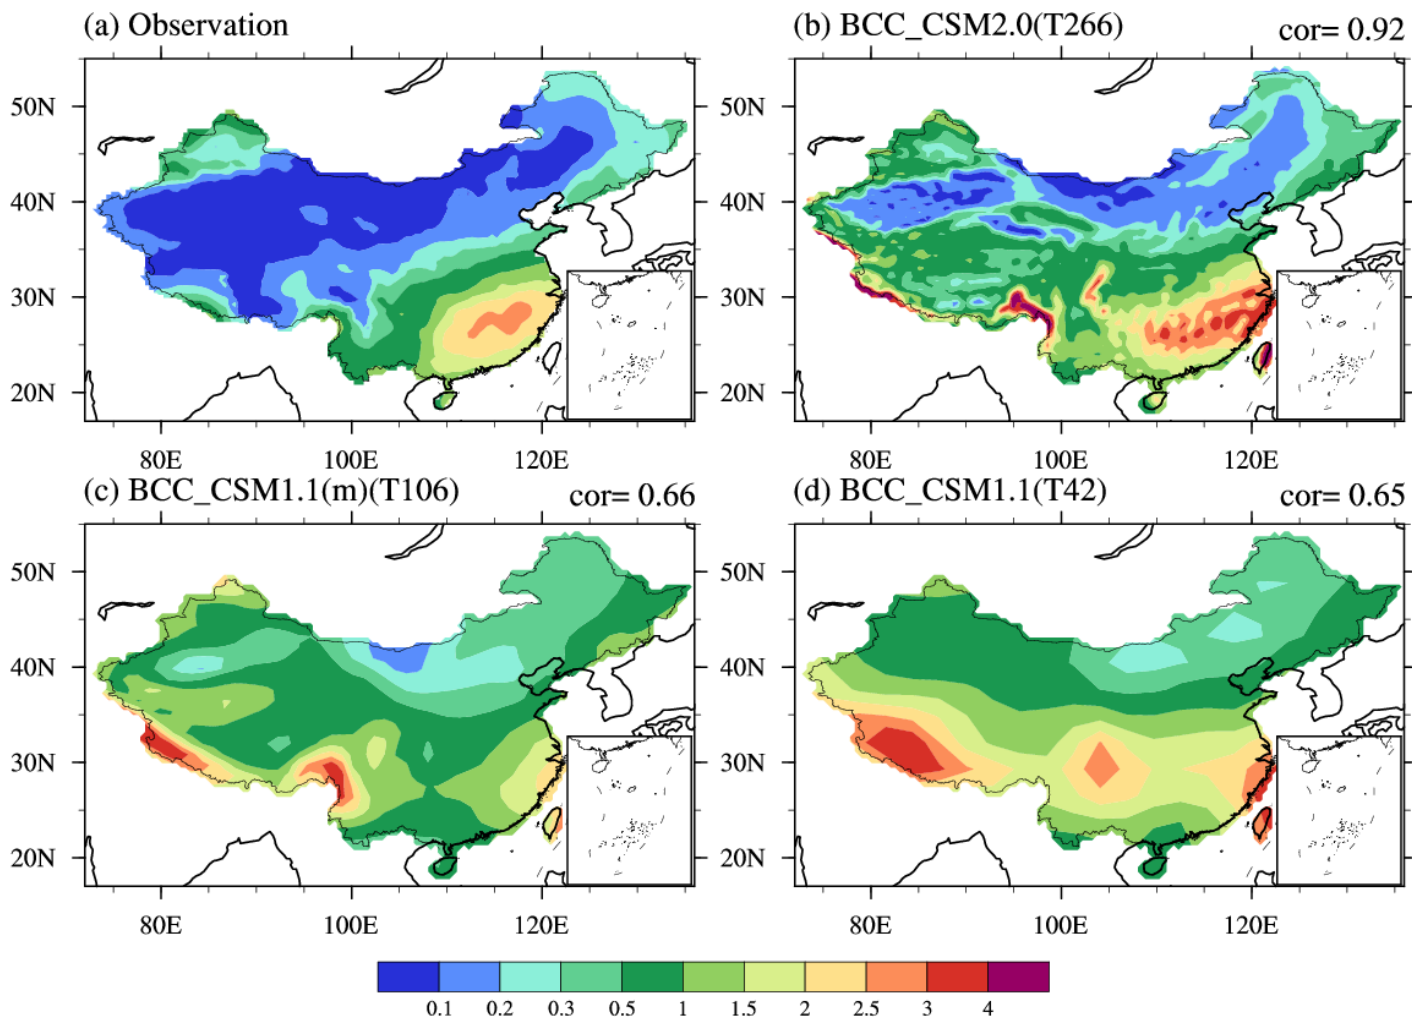 (a) Observation
(b) BCC_CSM2.0(T266) cor= 0.92
50N 50N
40N 40N
30N 30N
20N 20N
80E 100E 120E 80E 100E 120E
(c) BCC_CSM1.1(m)(T106) cor= 0.66
(d) BCC_CSM1.1(T42) cor= 0.65
50N 50N
40N 40N
30N 30N
20N 20N
80E 100E 120E 80E 100E 120E
0.1 0.2 0.3 0.5 1 1.5 2 2.5 3 4